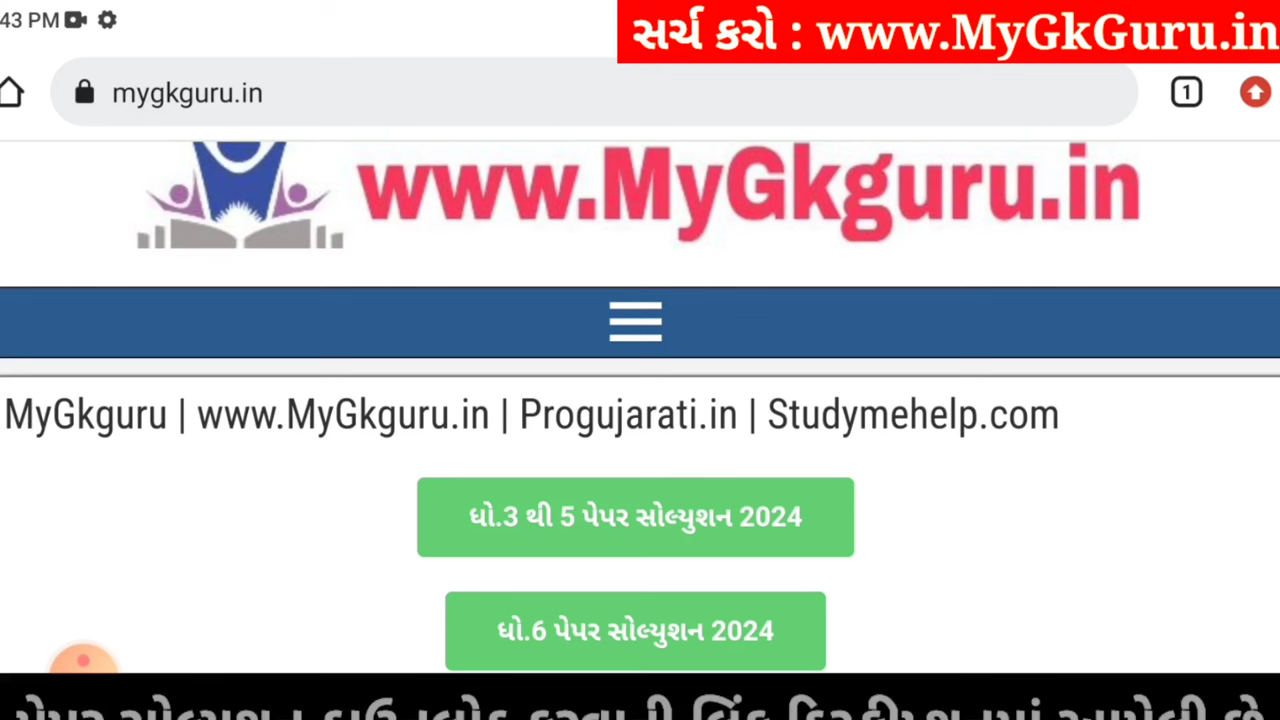 43 PM
સર્ચ કરો : www.MyGkGuru.in
mygkguru.in
1
www.MyGkguru.in
MyGkguru | www.MyGkguru.in | Progujarati.in | Studymehelp.com
ધો.3 થી 5 પેપર સોલ્યુશન 2024
ધો.6 પેપર સોલ્યુશન 2024